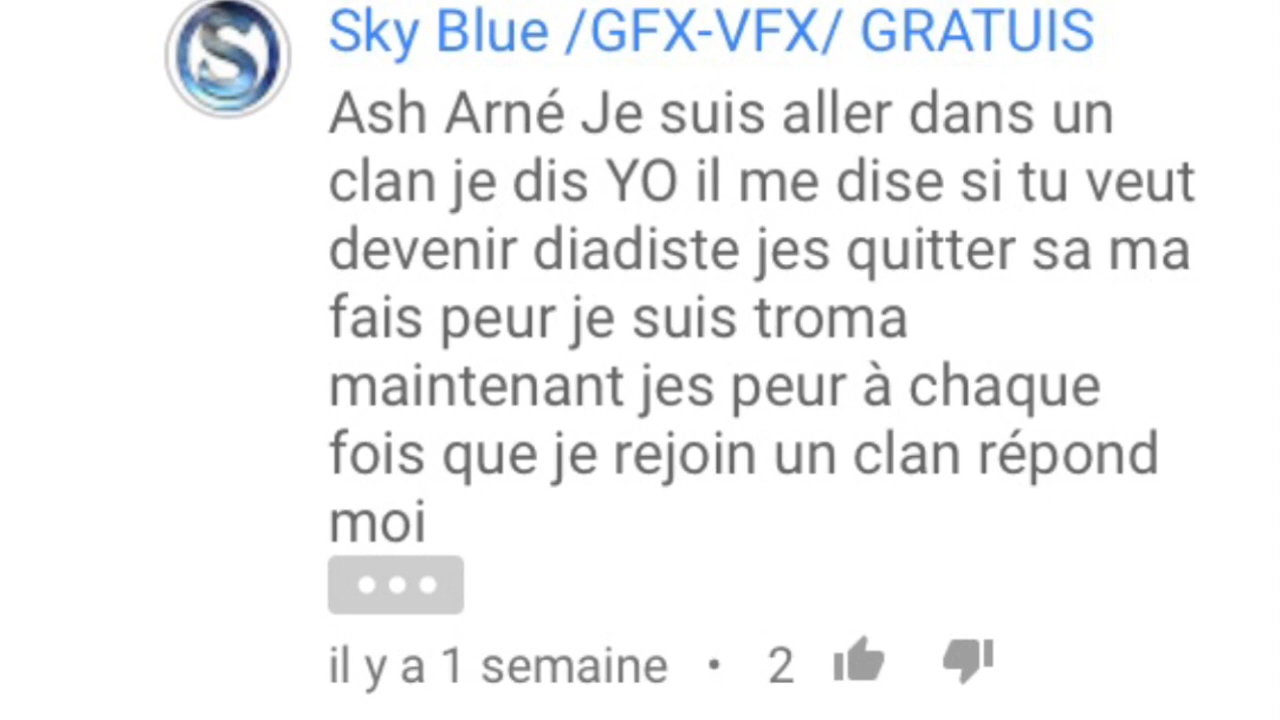 Sky Blue /GFX-VFX/ GRATUIS
Ash Arné Je suis aller dans un
clan je dis YO il me dise si tu veut
devenir diadiste jes quitter sa ma
fais peur je suis troma
maintenant jes peur à chaque
fois que je rejoin un clan répond
moi
il y a 1 semaine • 2